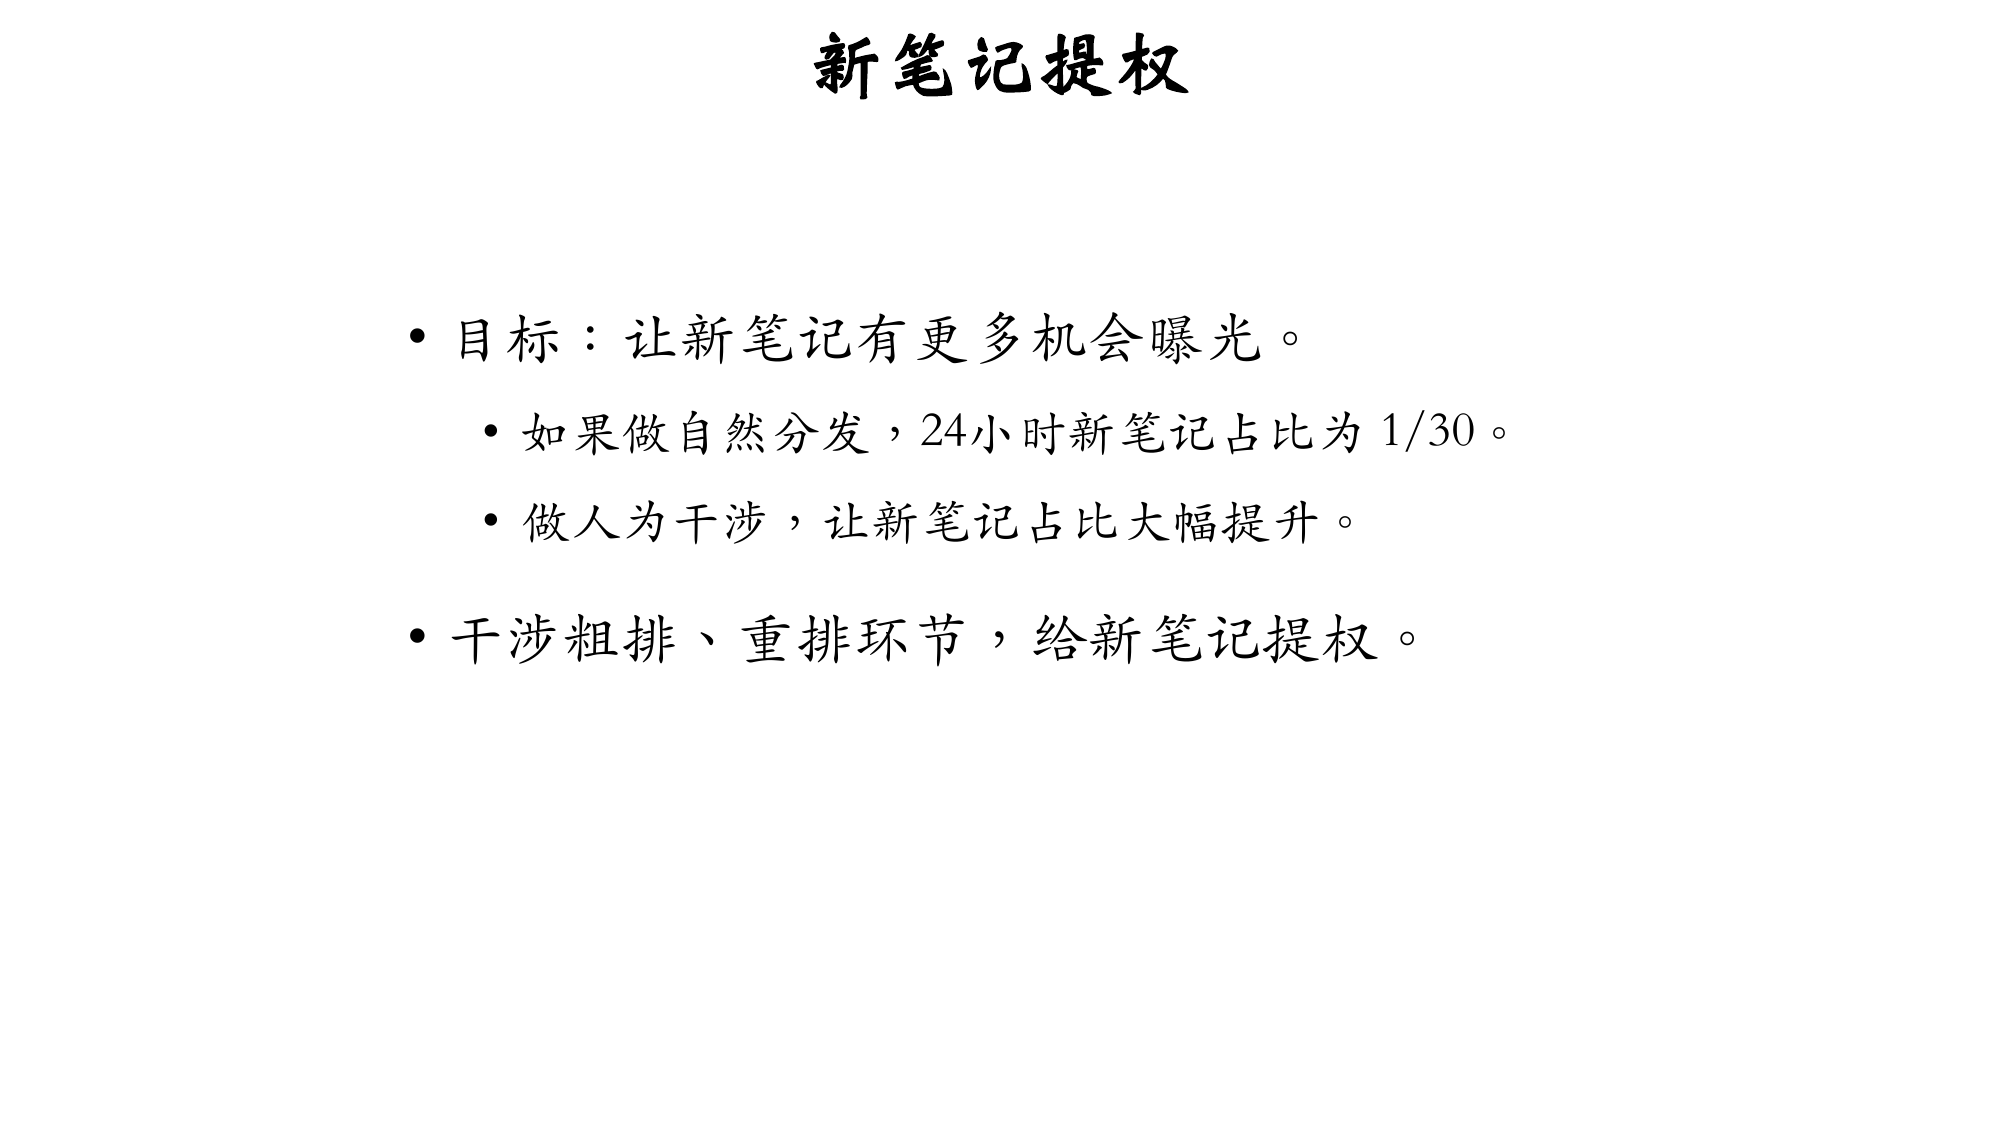 新笔记提权
• 目标：让新笔记有更多机会曝光。
• 如果做自然分发，24小时新笔记占比为 1/30。
• 做人为干涉，让新笔记占比大幅提升。
• 干涉粗排、重排环节，给新笔记提权。